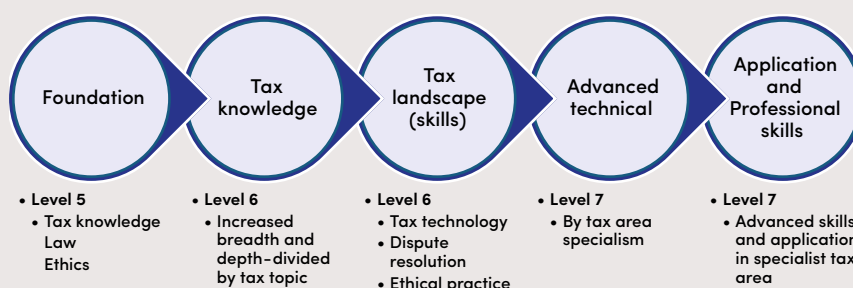 Foundation
Tax
knowledge
Tax
landscape
(skills)
Advanced
technical
Application
and
Professional
skills
• Level 5
• Tax knowledge
Law
Ethics
• Level 6
• Increased
breadth and
depth-divided
by tax topic
• Level 6
• Tax technology
• Dispute
resolution
• Ethical practice
• Level 7
• By tax area
specialism
• Level 7
• Advanced skills
and application
in specialist tax
area